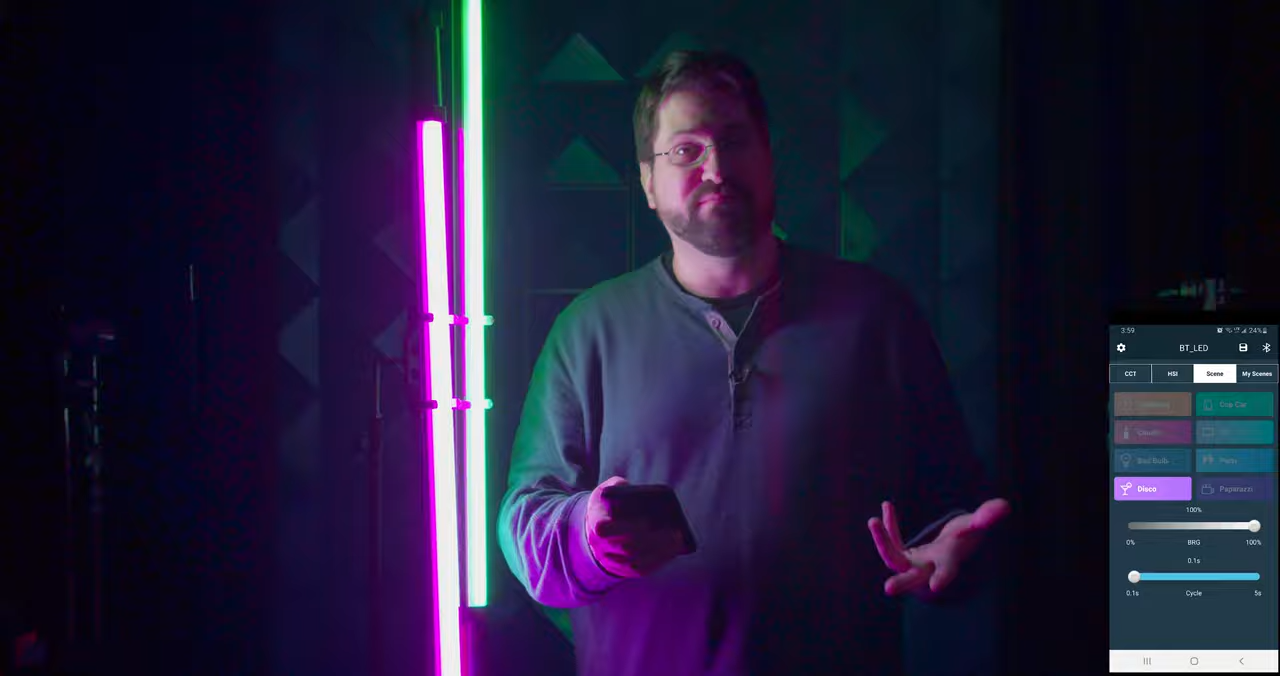 3:59 24%
BT_LED
CCT HSI Scene My Scenes
Cop Car
Candle
Bad Bulb Party
Disco Paparazzi
100%
0% BRG 100%
0.1s
0.1s Cycle 5s